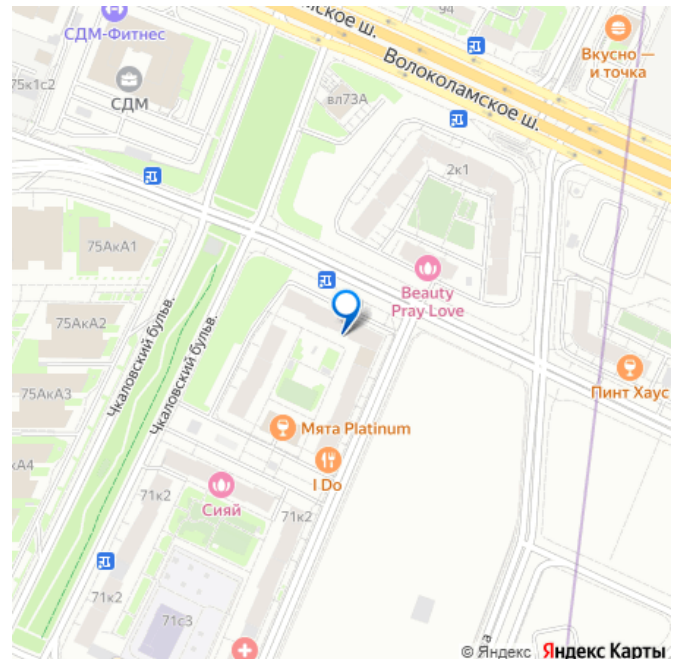 94
СДМ-Фитнес
ское ш.
Вкусно —
и точка
75к1с2
СДМ
вл73А
Волоколамское ш.
2к1
75АкА1
Beauty
Pray Love
75АкА2
Чкаловский бульв.
Чкаловский бульв.
75АкА3
Пинт Хаус
Мята Platinum
кА4
I Do
71к2
Сияй
71к2
71к2
71с3
а
© Яндекс Яндекс Карты